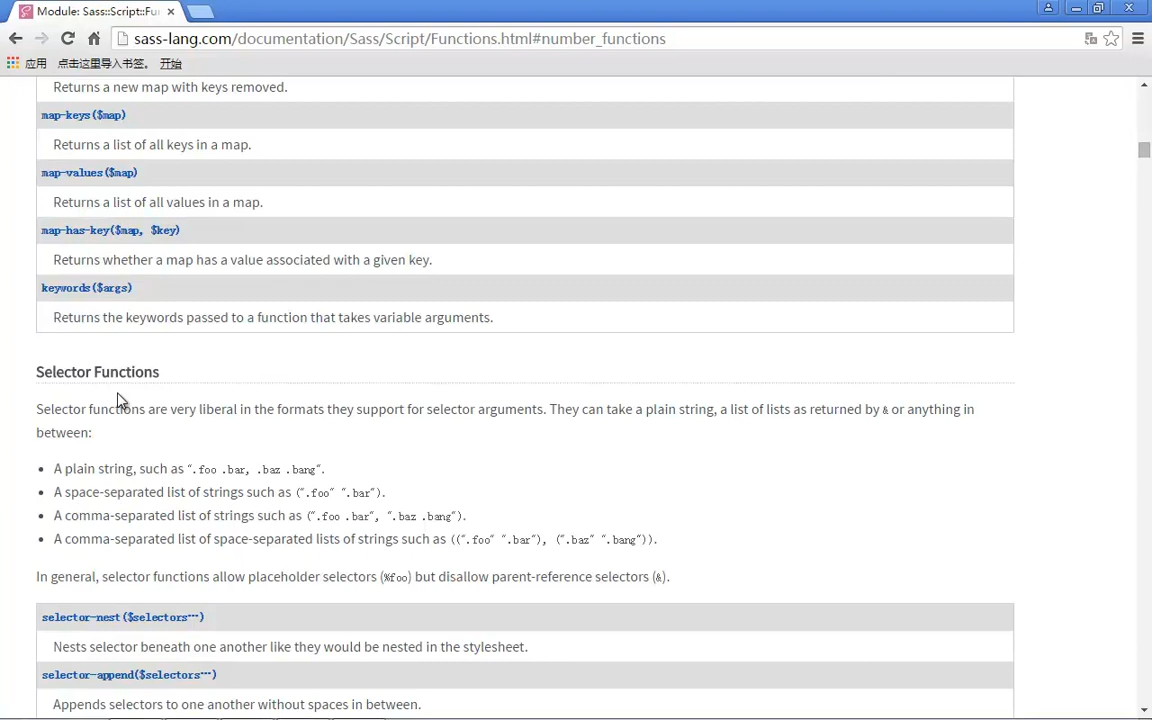 Module: Sass::Script::Fu
sass-lang.com/documentation/Sass/Script/Functions.html#number_functions
应用 点击这里导入书签。 开始
Returns a new map with keys removed.
map-keys($map)
Returns a list of all keys in a map.
map-values($map)
Returns a list of all values in a map.
map-has-key($map, $key)
Returns whether a map has a value associated with a given key.
keywords($args)
Returns the keywords passed to a function that takes variable arguments.
Selector Functions
Selector functions are very liberal in the formats they support for selector arguments. They can take a plain string, a list of lists as returned by & or anything in
between:
• A plain string, such as ".foo .bar, .baz .bang".
• A space-separated list of strings such as (".foo" ".bar").
• A comma-separated list of strings such as (".foo .bar", ".baz .bang").
• A comma-separated list of space-separated lists of strings such as ((".foo" ".bar"), (".baz" ".bang")).
In general, selector functions allow placeholder selectors (%foo) but disallow parent-reference selectors (&).
selector-nest($selectors…)
Nests selector beneath one another like they would be nested in the stylesheet.
selector-append($selectors…)
Appends selectors to one another without spaces in between.